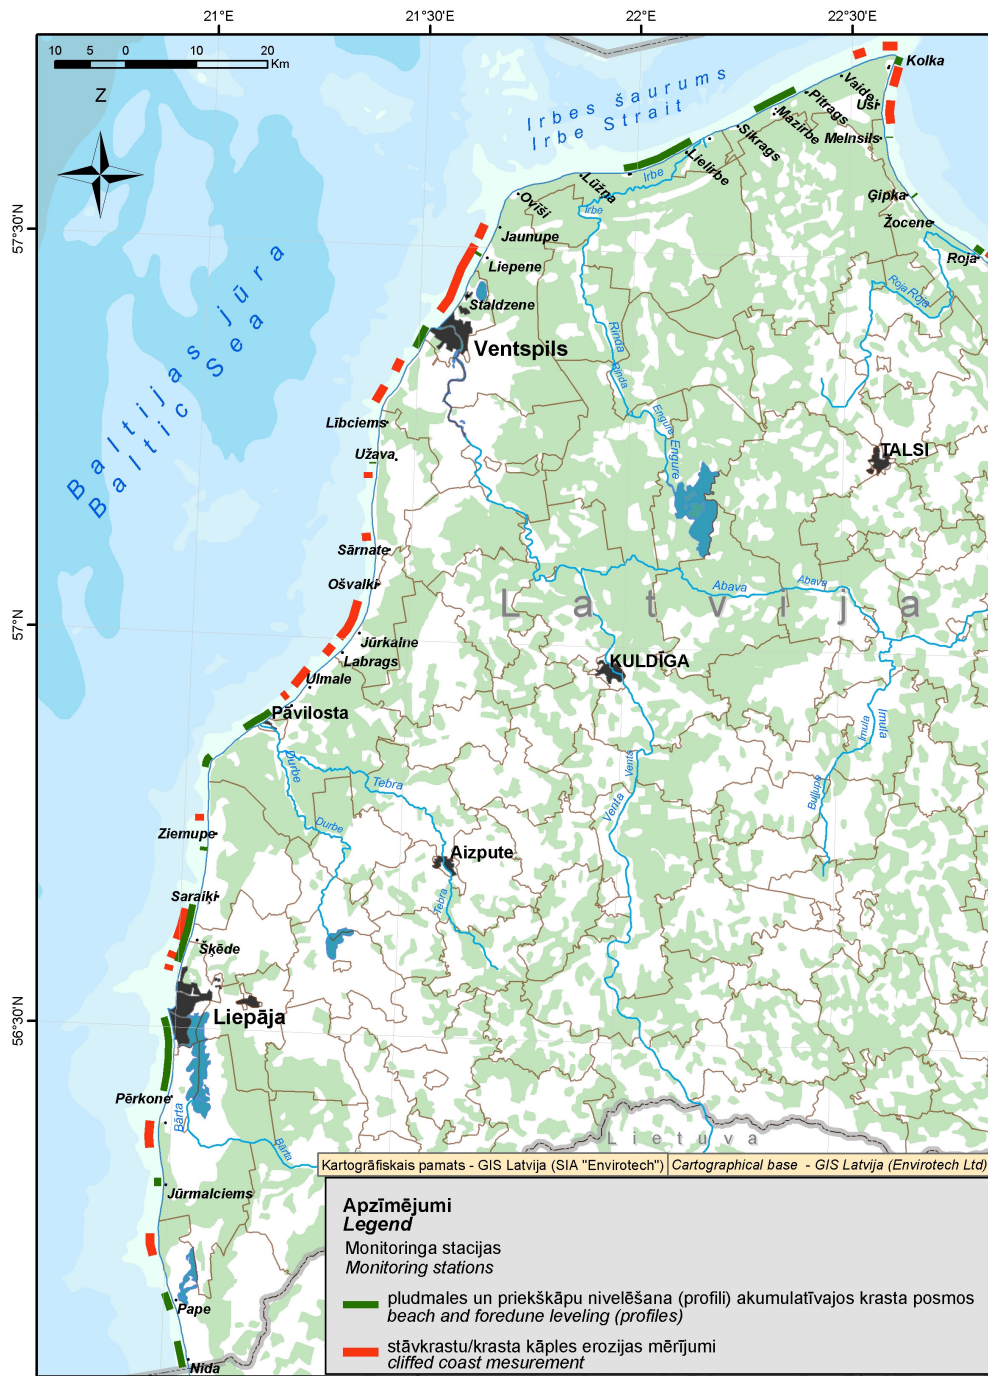 21°E 21°30'E 22°E 22°30'E
10 5 0 10 20
Km
Z
57°30'N
57°N
56°30'N
Irbes šaurums
Irbe Strait
Baltijas jūra
Baltic Sea
Kolka
Vaide
Uši
Pitrags
Mazirbe
Melnsils
Sīkrags
Lielirbe
Irbe
Lūžņa
Irbe
Oviši
Ģipka
Žocene
Roja
Jaunupe
Liepene
Roja
Roja
Staldzene
Ventspils
Rinda
Rinda
Lībciems
Engure
Engure
Užava
TALSI
Sārnate
Ošvalki
Abava
Abava
Latvija
Jūrkalne
Labrags
KULDĪGA
Ulmale
Pāvilosta
Imula
Imula
Durbe
Tebra
Venta
Venta
Buļļupe
Durbe
Ziemupe
Aizpute
Tebra
Saraiķi
Šķēde
Liepāja
Pērkone
Bārta
Bārta
Lietuva
Jūrmalciems
Pape
Nida
Kartogrāfiskais pamats - GIS Latvija (SIA "Envirotech")
Cartographical base - GIS Latvija (Envirotech Ltd)
Apzīmējumi
Legend
Monitoringa stacijas
Monitoring stations
pludmales un priekškāpu nivelēšana (profili) akumulatīvajos krasta posmos
beach and foredune leveling (profiles)
stāvkrastu/krasta kāples erozijas mērījumi
cliffed coast mesurement